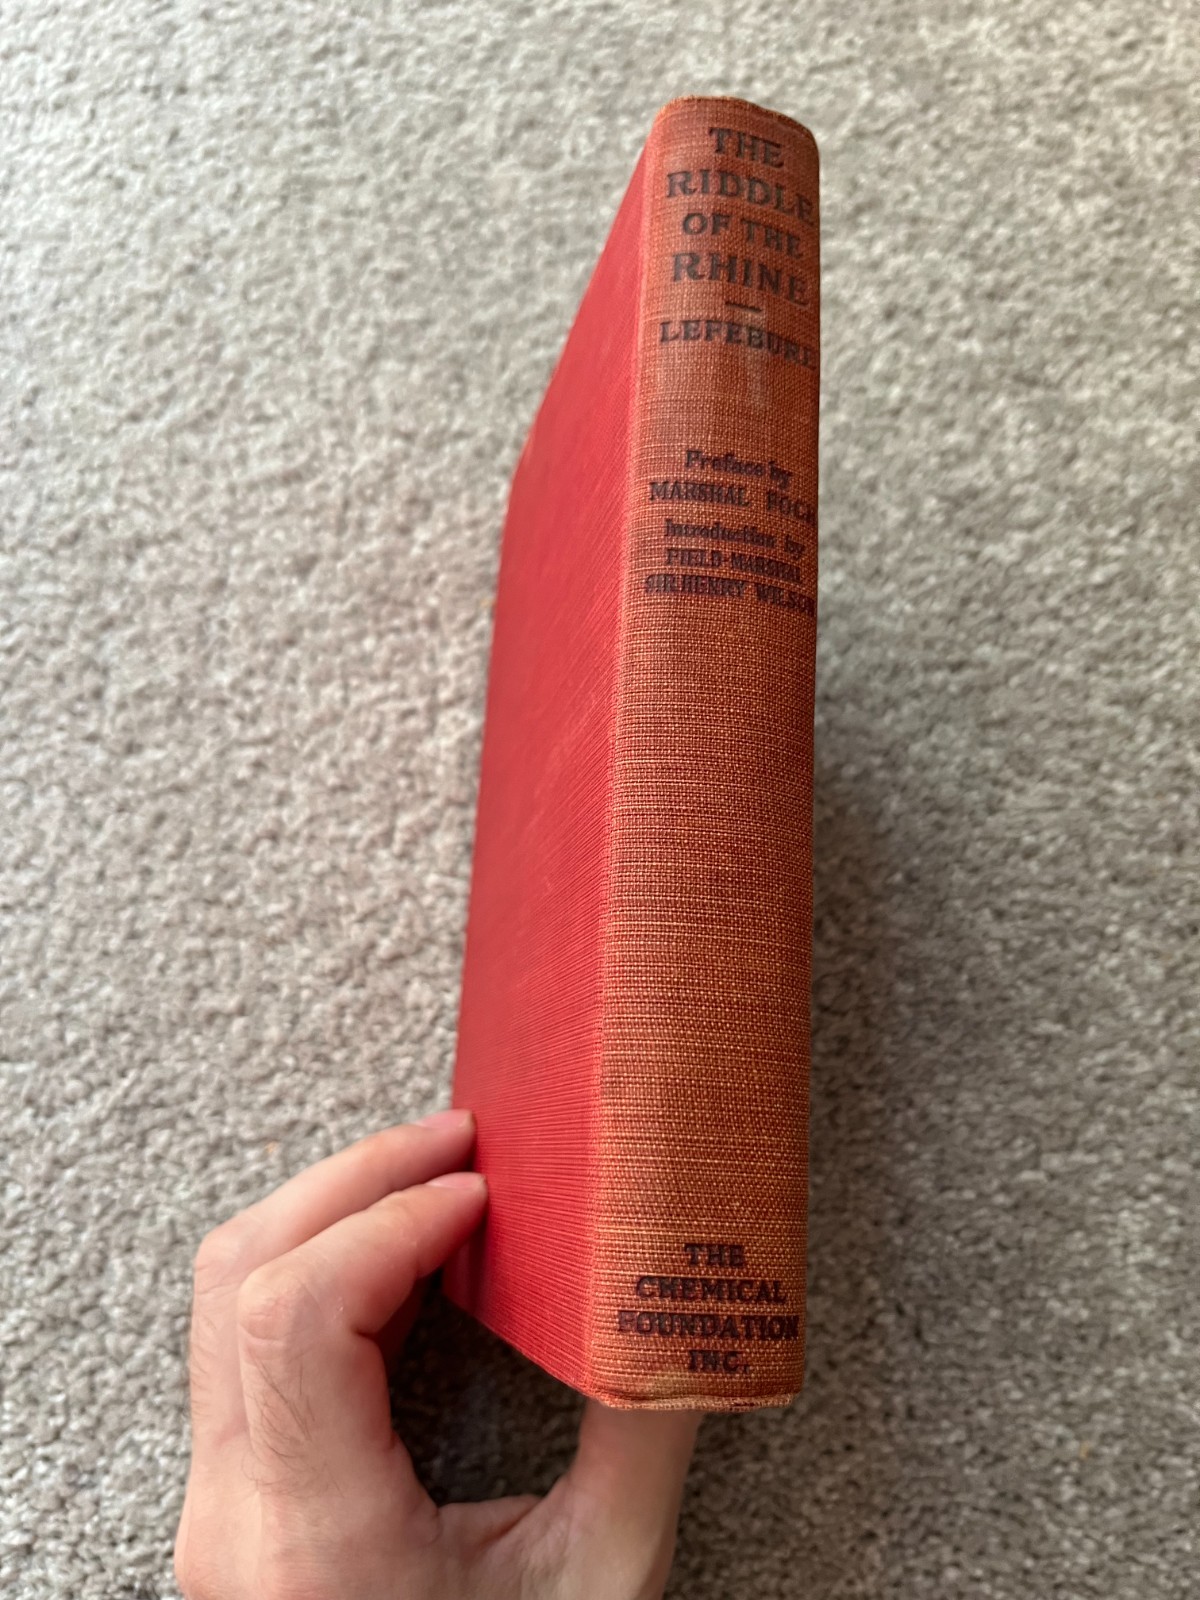 THE
RIDDLE
OF THE
RHINE
—
LEFEBURE
Preface by
MARSHAL FOCH
Introduction by
FIELD-MARSHAL
SIR HENRY WILSON
THE
CHEMICAL
FOUNDATION
INC.